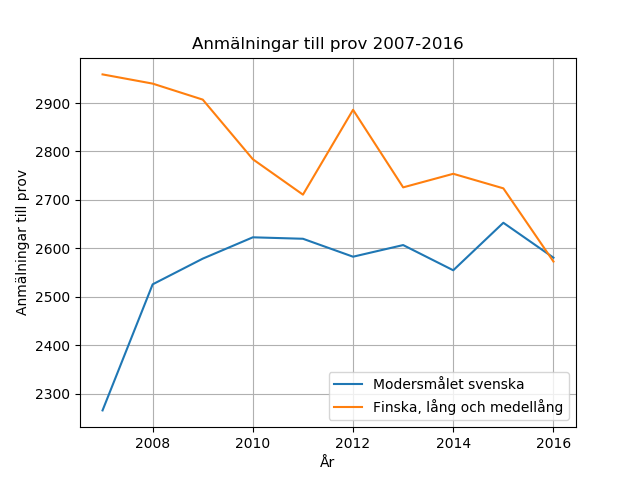 Anmälningar till prov 2007-2016
Anmälningar till prov
2900
2800
2700
2600
2500
2400
2300
2008
2010
2012
2014
2016
År
Modersmålet svenska
Finska, lång och medellång